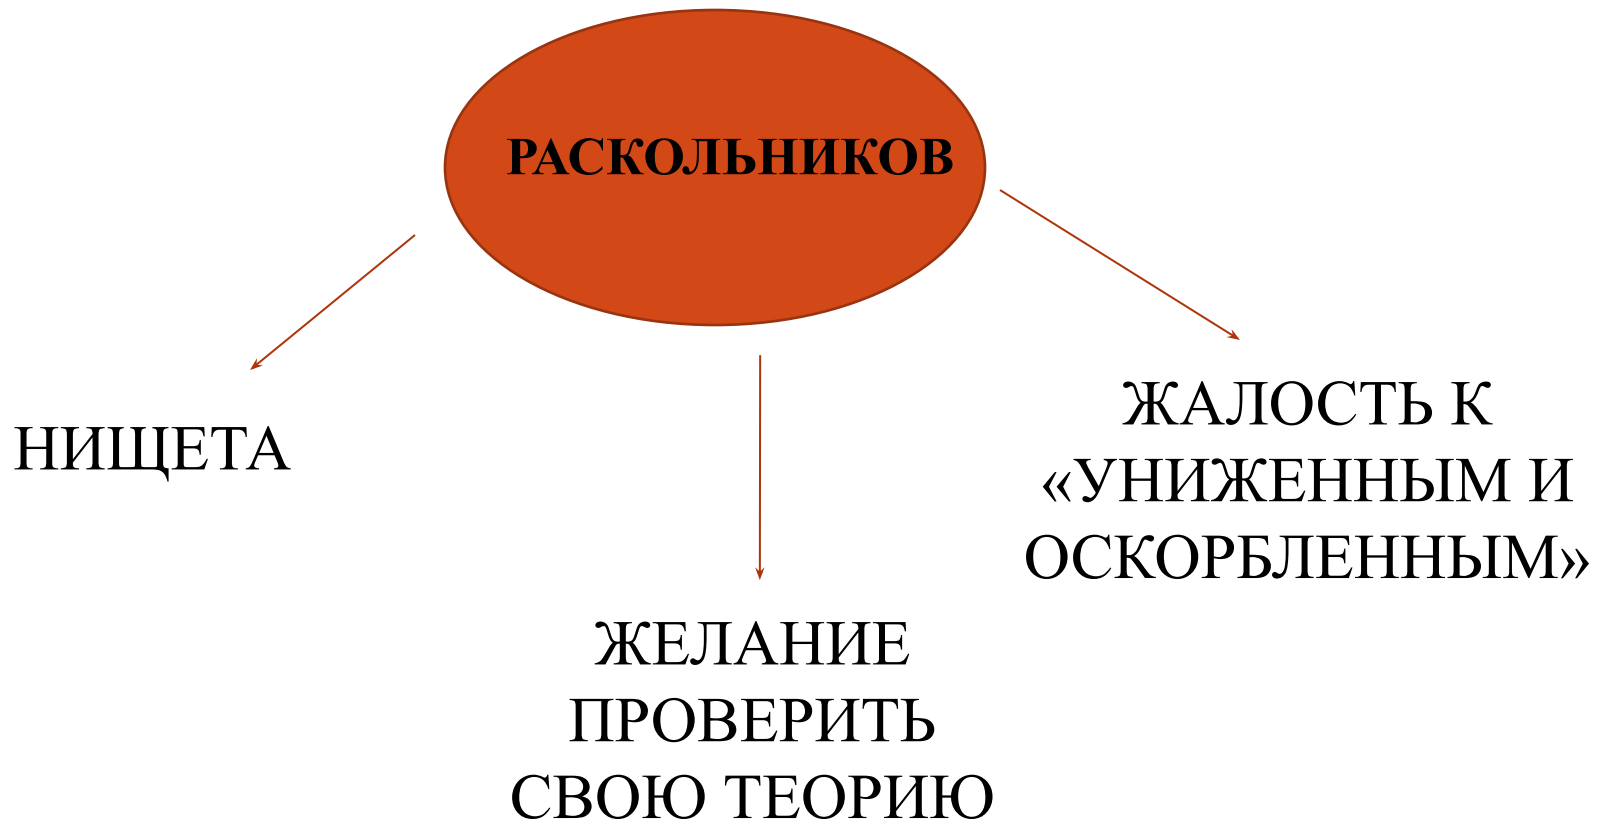 РАСКОЛЬНИКОВ
НИЩЕТА
ЖЕЛАНИЕ
ПРОВЕРИТЬ
СВОЮ ТЕОРИЮ
ЖАЛОСТЬ К
«УНИЖЕННЫМ И
ОСКОРБЛЕННЫМ»